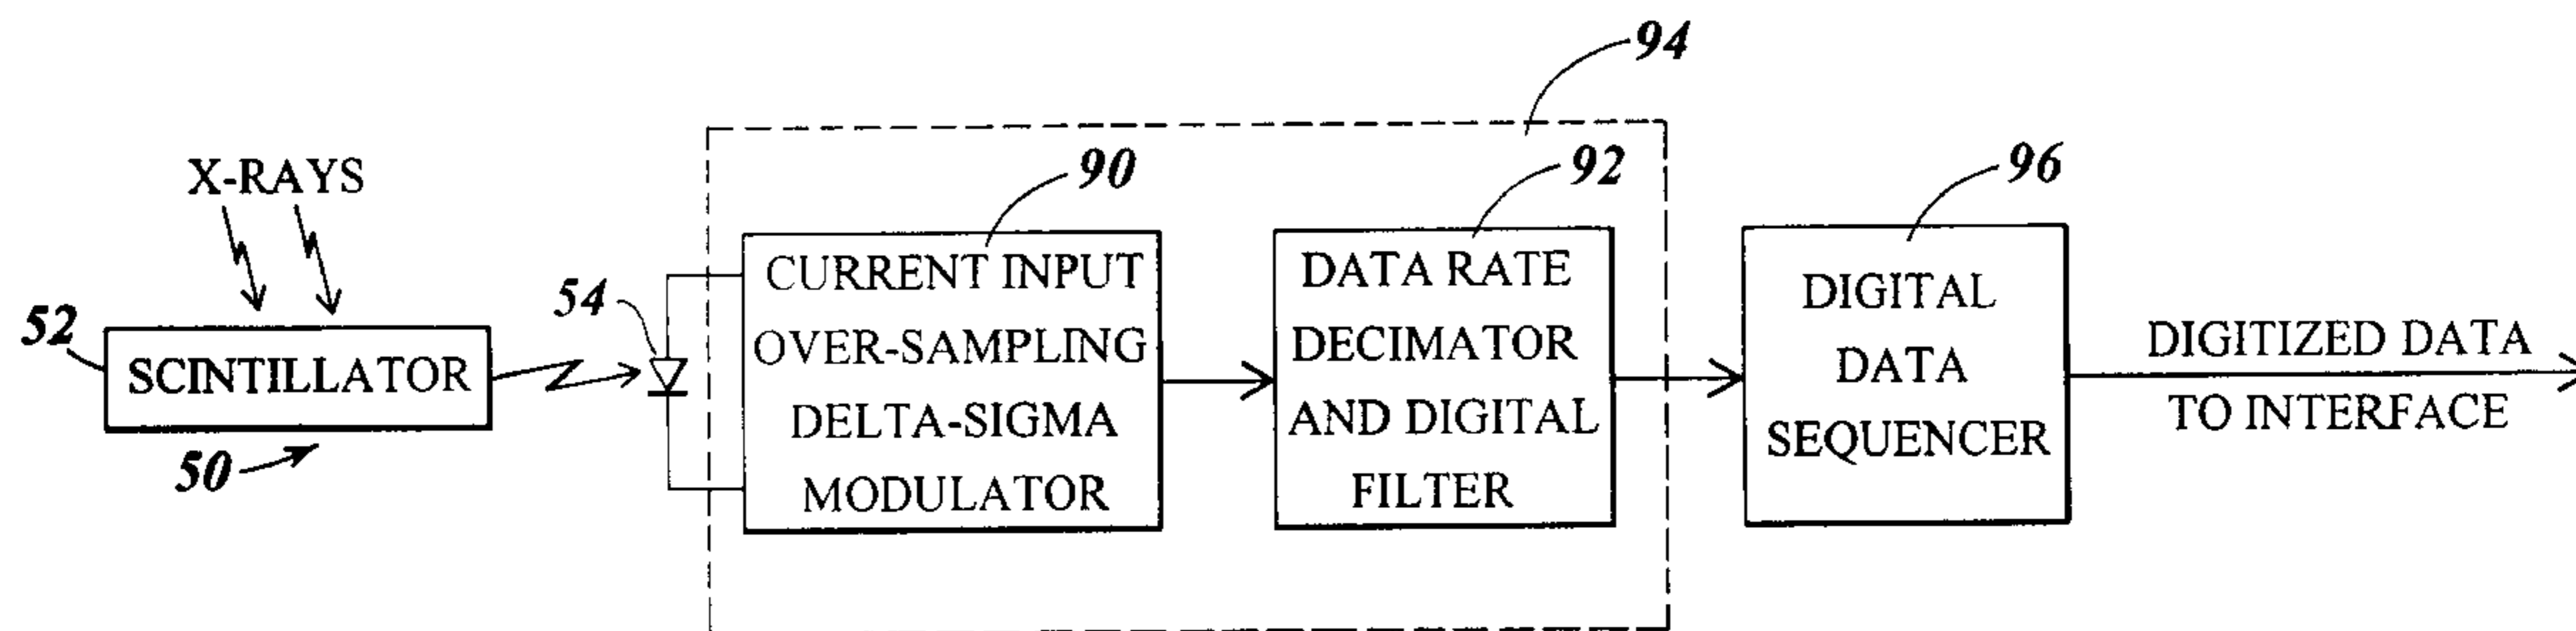 94
X-RAYS
90
92
96
52
SCINTILLATOR
50
54
CURRENT INPUT
OVER-SAMPLING
DELTA-SIGMA
MODULATOR
DATA RATE
DECIMATOR
AND DIGITAL
FILTER
DIGITAL
DATA
SEQUENCER
DIGITIZED DATA
TO INTERFACE